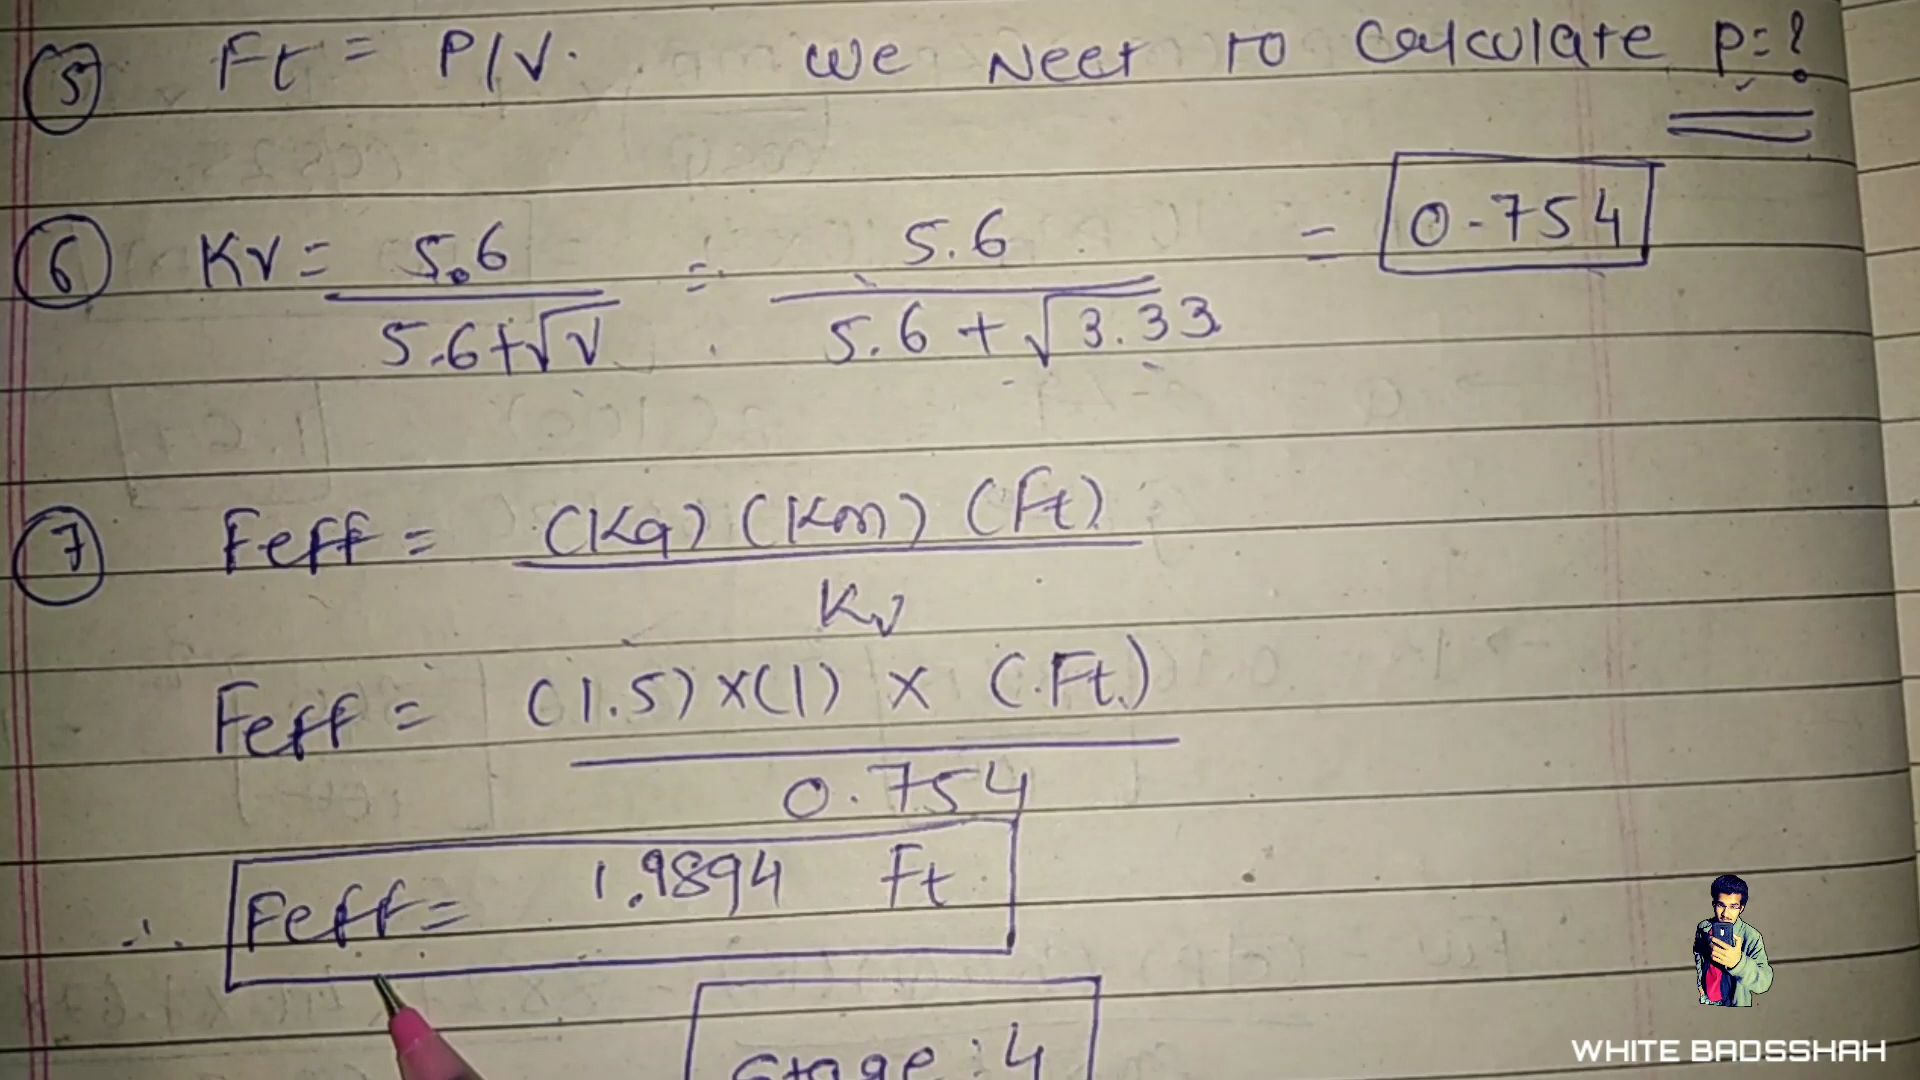 ⑤ Ft = P/V. We Neet to Calculate P=?
⑥ Kv = 5.6 / 5.6+√V = 5.6 / 5.6+√3.33 = 0.754
⑦ Feff = (Ka) (Km) (Ft) / Kv
Feff = (1.5) x (1) x (Ft) / 0.754
∴ Feff = 1.9894 Ft
Stage : 4
WHITE BADSSHAH